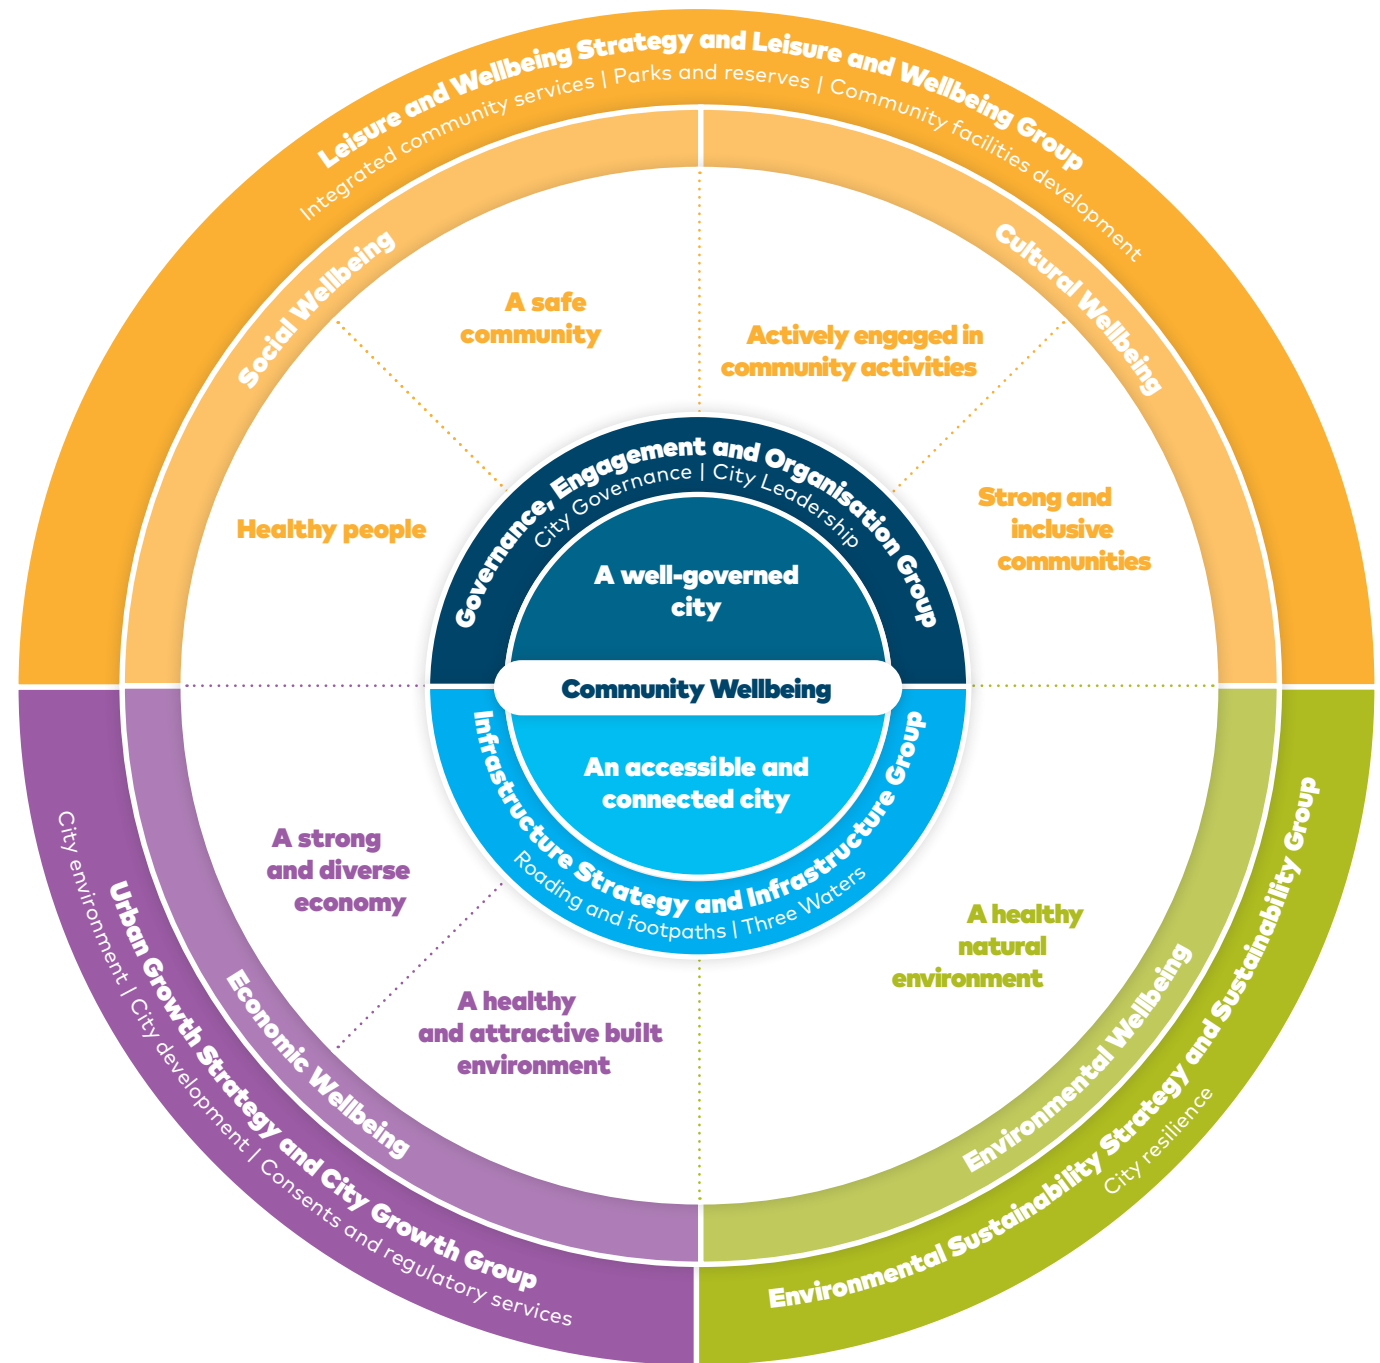 Leisure and Wellbeing Strategy and Leisure and Wellbeing Group
Integrated community services | Parks and reserves | Community facilities development
Social Wellbeing
Cultural Wellbeing
A safe
community
Actively engaged in
community activities
Healthy people
Strong and
inclusive
communities
Governance, Engagement and Organisation Group
City Governance | City Leadership
A well-governed
city
Community Wellbeing
An accessible and
connected city
Infrastructure Strategy and Infrastructure Group
Roading and footpaths | Three Waters
A strong
and diverse
economy
A healthy
and attractive built
environment
A healthy
natural
environment
Economic Wellbeing
Environmental Wellbeing
Urban Growth Strategy and City Growth Group
City environment | City development | Consents and regulatory services
Environmental Sustainability Strategy and Sustainability Group
City resilience